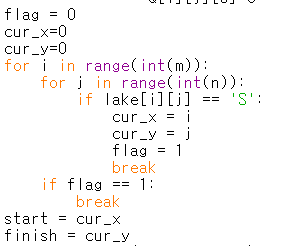 flag = 0
cur_x=0
cur_y=0
for i in range(int(m)):
    for j in range(int(n)):
        if lake[i][j] == 'S':
            cur_x = i
            cur_y = j
            flag = 1
            break
    if flag == 1:
        break
start = cur_x
finish = cur_y